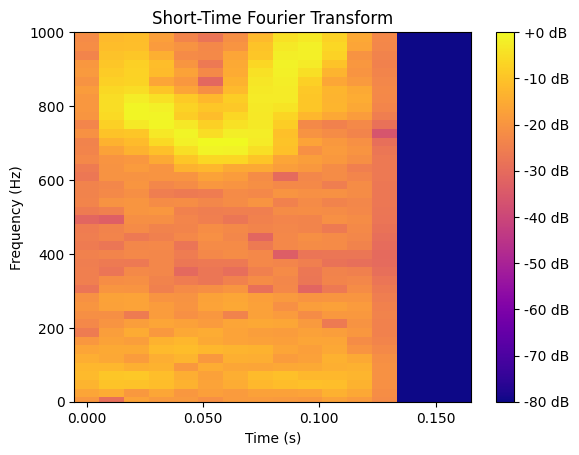 Short-Time Fourier Transform
1000
800
600
400
200
0
Frequency (Hz)
0.000
0.050
0.100
0.150
Time (s)
+0 dB
-10 dB
-20 dB
-30 dB
-40 dB
-50 dB
-60 dB
-70 dB
-80 dB